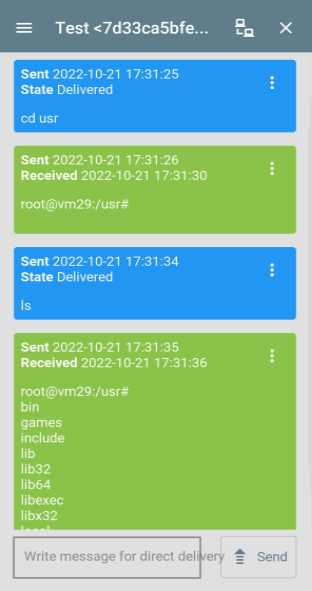 Test <7d33ca5bfe...
Sent 2022-10-21 17:31:25
State Delivered
cd usr
Sent 2022-10-21 17:31:26
Received 2022-10-21 17:31:30
root@vm29:/usr#
Sent 2022-10-21 17:31:34
State Delivered
ls
Sent 2022-10-21 17:31:35
Received 2022-10-21 17:31:36
root@vm29:/usr#
bin
games
include
lib
lib32
lib64
libexec
libx32
Write message for direct delivery
Send